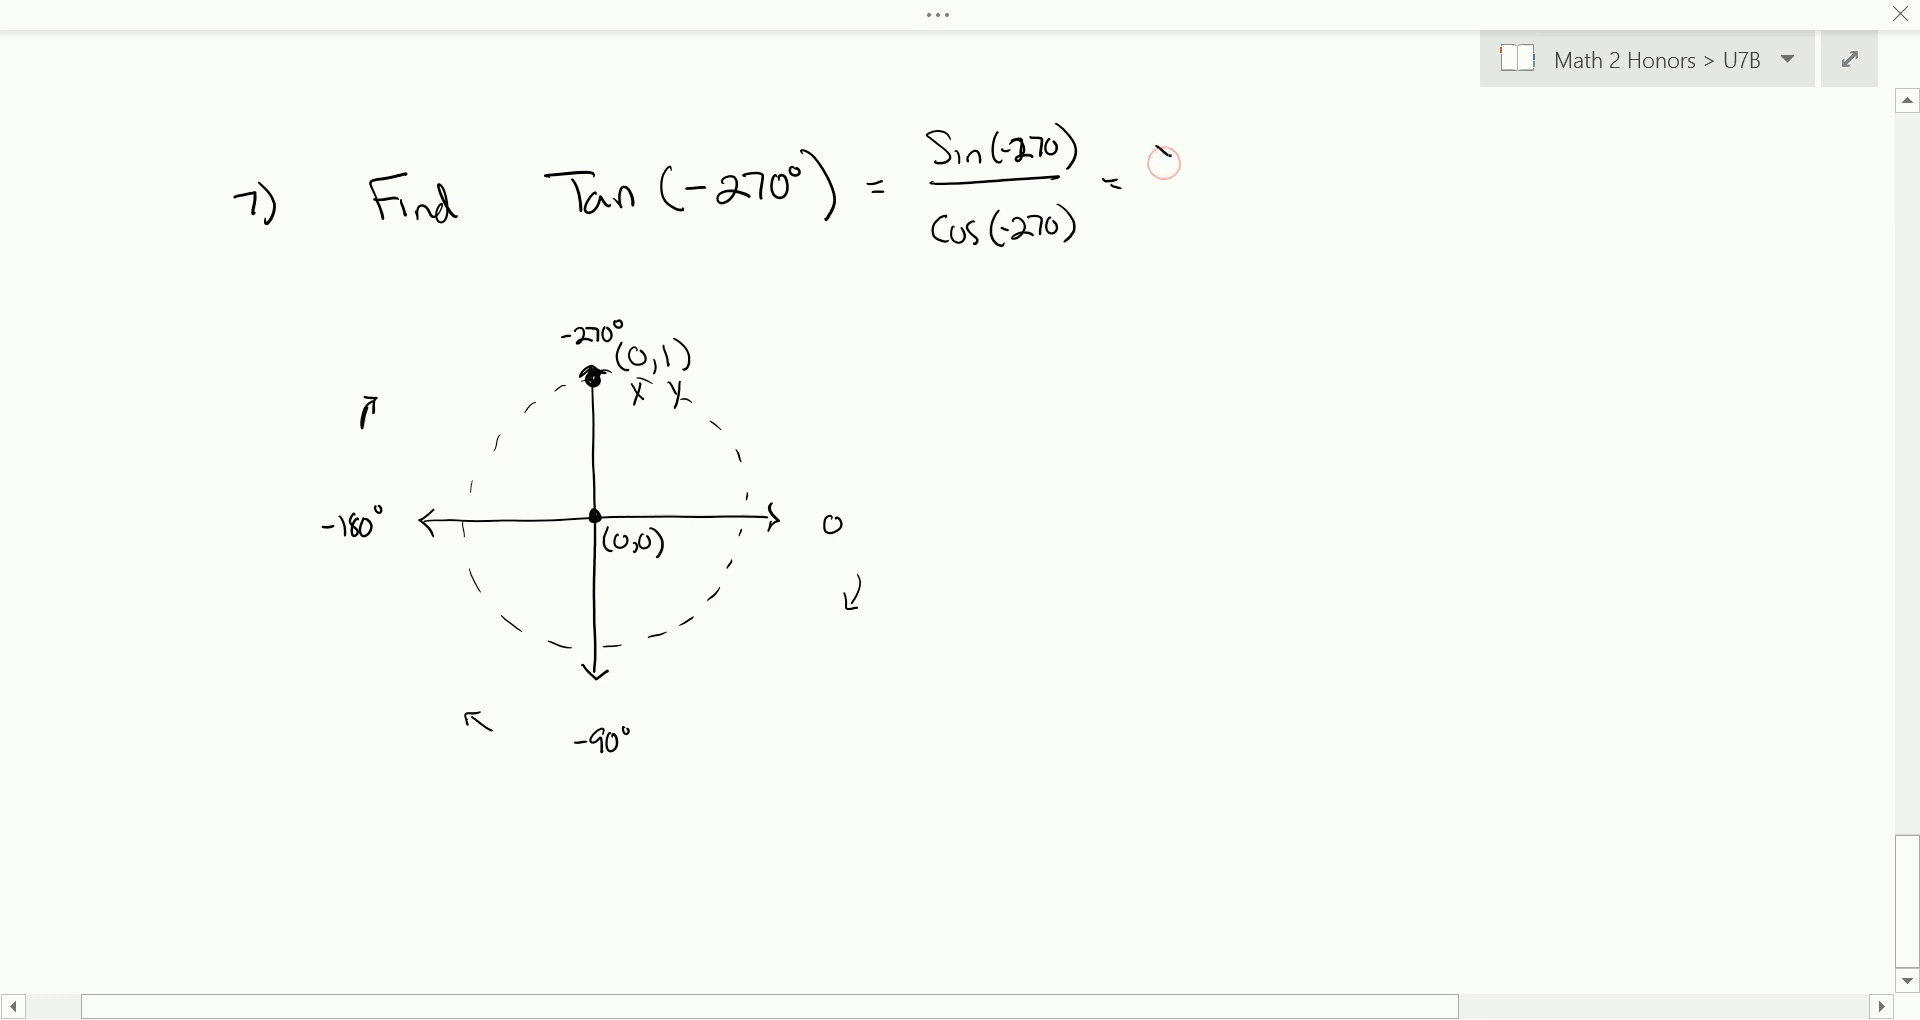 Math 2 Honors > U7B
7) Find Tan (-270°) = Sin(-270) / Cos(-270) =
-270°
(0,1)
x y
-180°
0
(0,0)
-90°